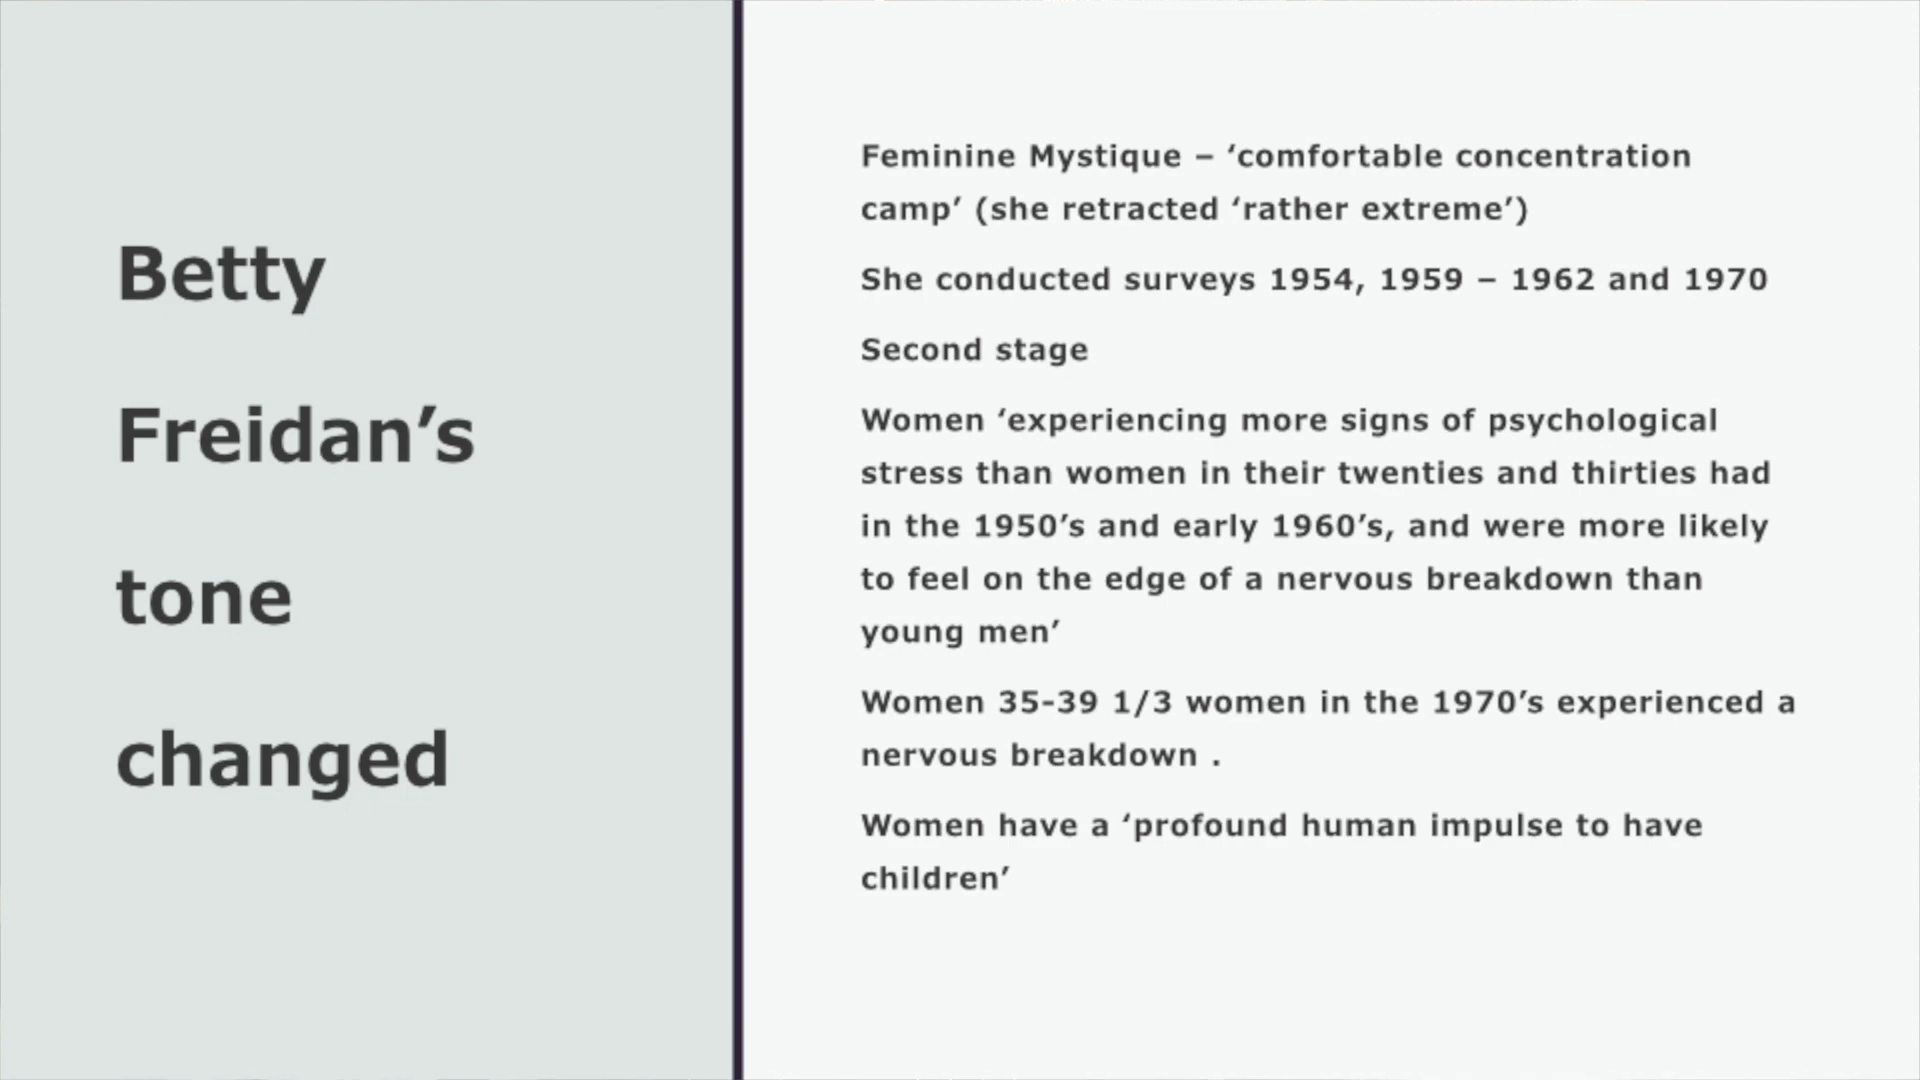 Betty
Freidan’s
tone
changed
Feminine Mystique – ‘comfortable concentration
camp’ (she retracted ‘rather extreme’)
She conducted surveys 1954, 1959 – 1962 and 1970
Second stage
Women ‘experiencing more signs of psychological
stress than women in their twenties and thirties had
in the 1950’s and early 1960’s, and were more likely
to feel on the edge of a nervous breakdown than
young men’
Women 35-39 1/3 women in the 1970’s experienced a
nervous breakdown .
Women have a ‘profound human impulse to have
children’